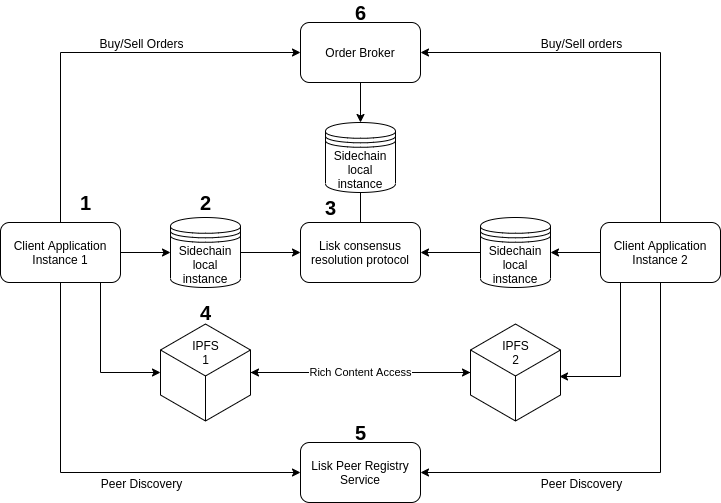 6
Buy/Sell Orders
Order Broker
Buy/Sell orders
Sidechain
local
instance
1
2
3
Client Application
Instance 1
Sidechain
local
instance
Lisk consensus
resolution protocol
Sidechain
local
instance
Client Application
Instance 2
4
IPFS
1
Rich Content Access
IPFS
2
5
Lisk Peer Registry
Service
Peer Discovery
Peer Discovery